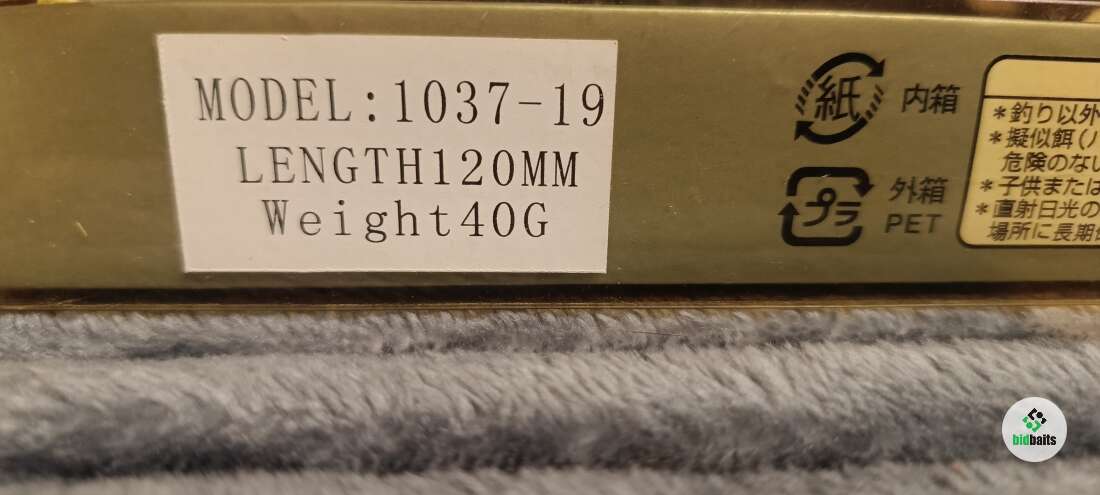 MODEL:1037-19
LENGTH120MM
Weight40G
紙 内箱
プラ 外箱
PET
*釣り以外
*擬似餌(
危険のない
*子供または
*直射日光の
場所に長期
bidbaits